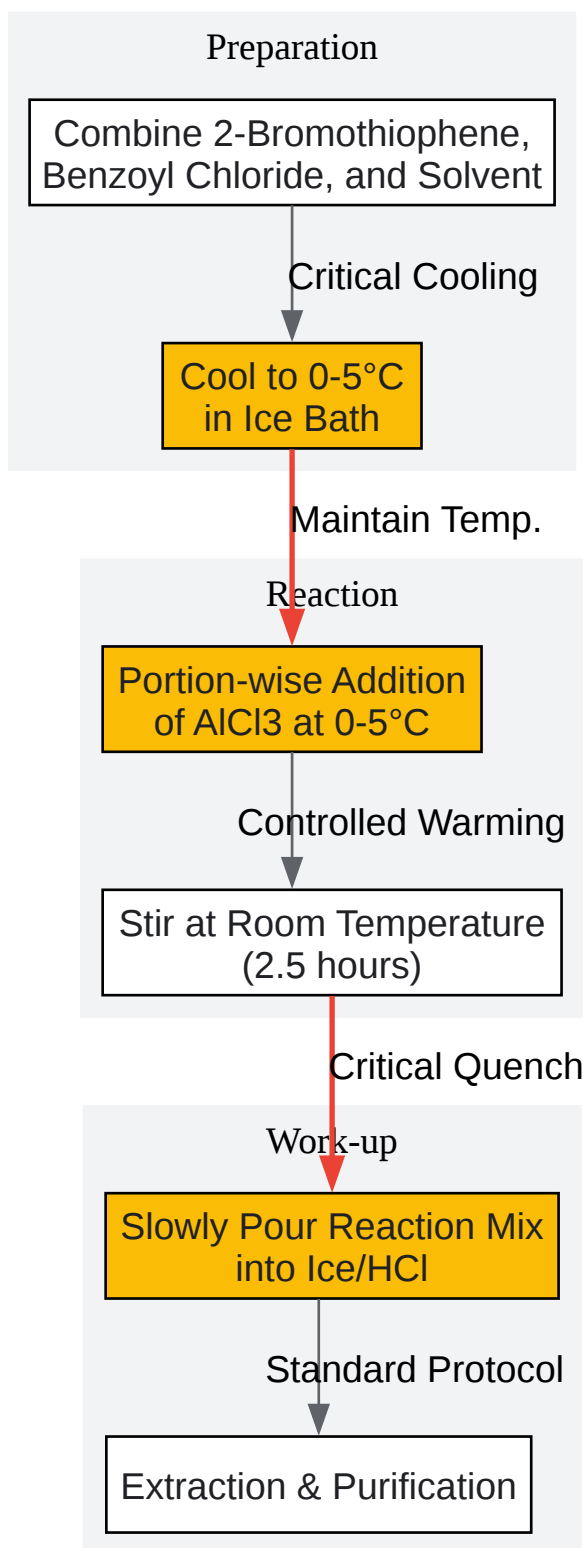 Preparation
Combine 2-Bromothiophene,
Benzoyl Chloride, and Solvent
Critical Cooling
Cool to 0-5°C
in Ice Bath
Maintain Temp.
Reaction
Portion-wise Addition
of AlCl3 at 0-5°C
Controlled Warming
Stir at Room Temperature
(2.5 hours)
Critical Quench
Work-up
Slowly Pour Reaction Mix
into Ice/HCl
Standard Protocol
Extraction & Purification